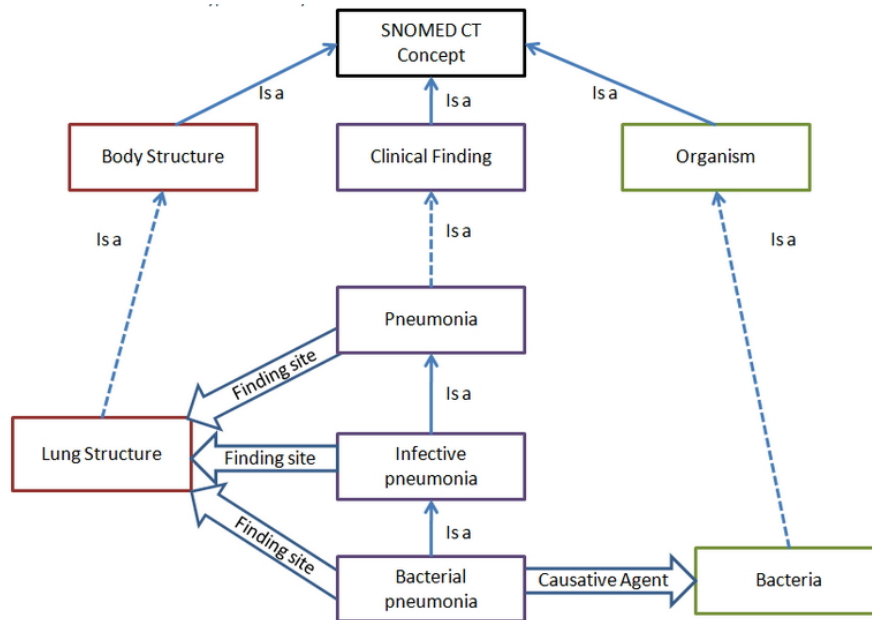 SNOMED CT
Concept
Is a
Is a
Is a
Body Structure
Clinical Finding
Organism
Is a
Is a
Is a
Pneumonia
Finding site
Is a
Lung Structure
Finding site
Infective
pneumonia
Finding site
Is a
Bacterial
pneumonia
Causative Agent
Bacteria